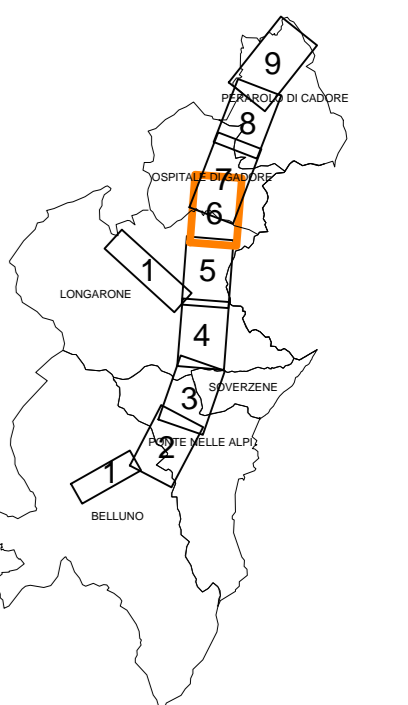 9
PERAROLO DI CADORE
8
OSPITALE DI CADORE
7
6
1
5
LONGARONE
4
SOVERZENE
3
PONTE NELLE ALPI
2
1
BELLUNO